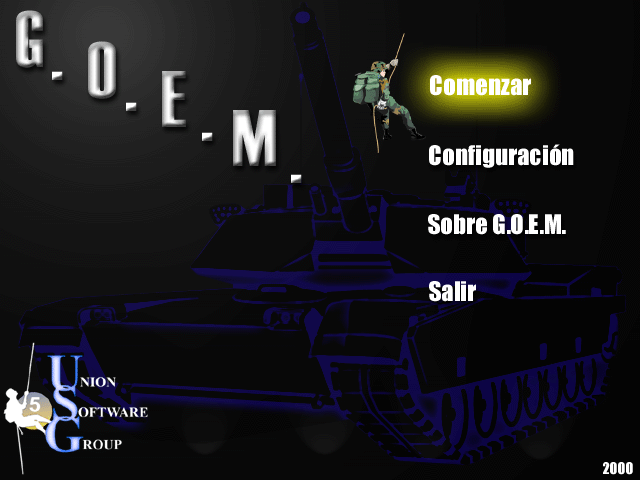 G.O.E.M.
Comenzar
Configuración
Sobre G.O.E.M.
Salir
5
UNION
SOFTWARE
GROUP
2000